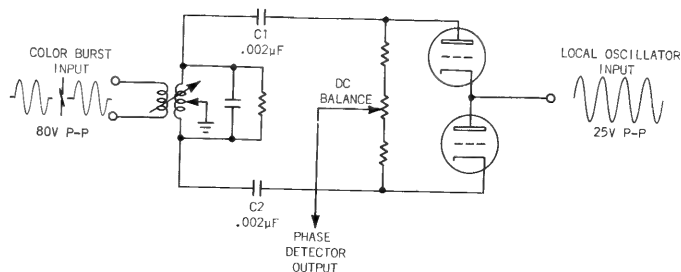 C1
.002µF
COLOR BURST
INPUT
80V P-P
DC
BALANCE
LOCAL OSCILLATOR
INPUT
25V P-P
C2
.002µF
PHASE
DETECTOR
OUTPUT